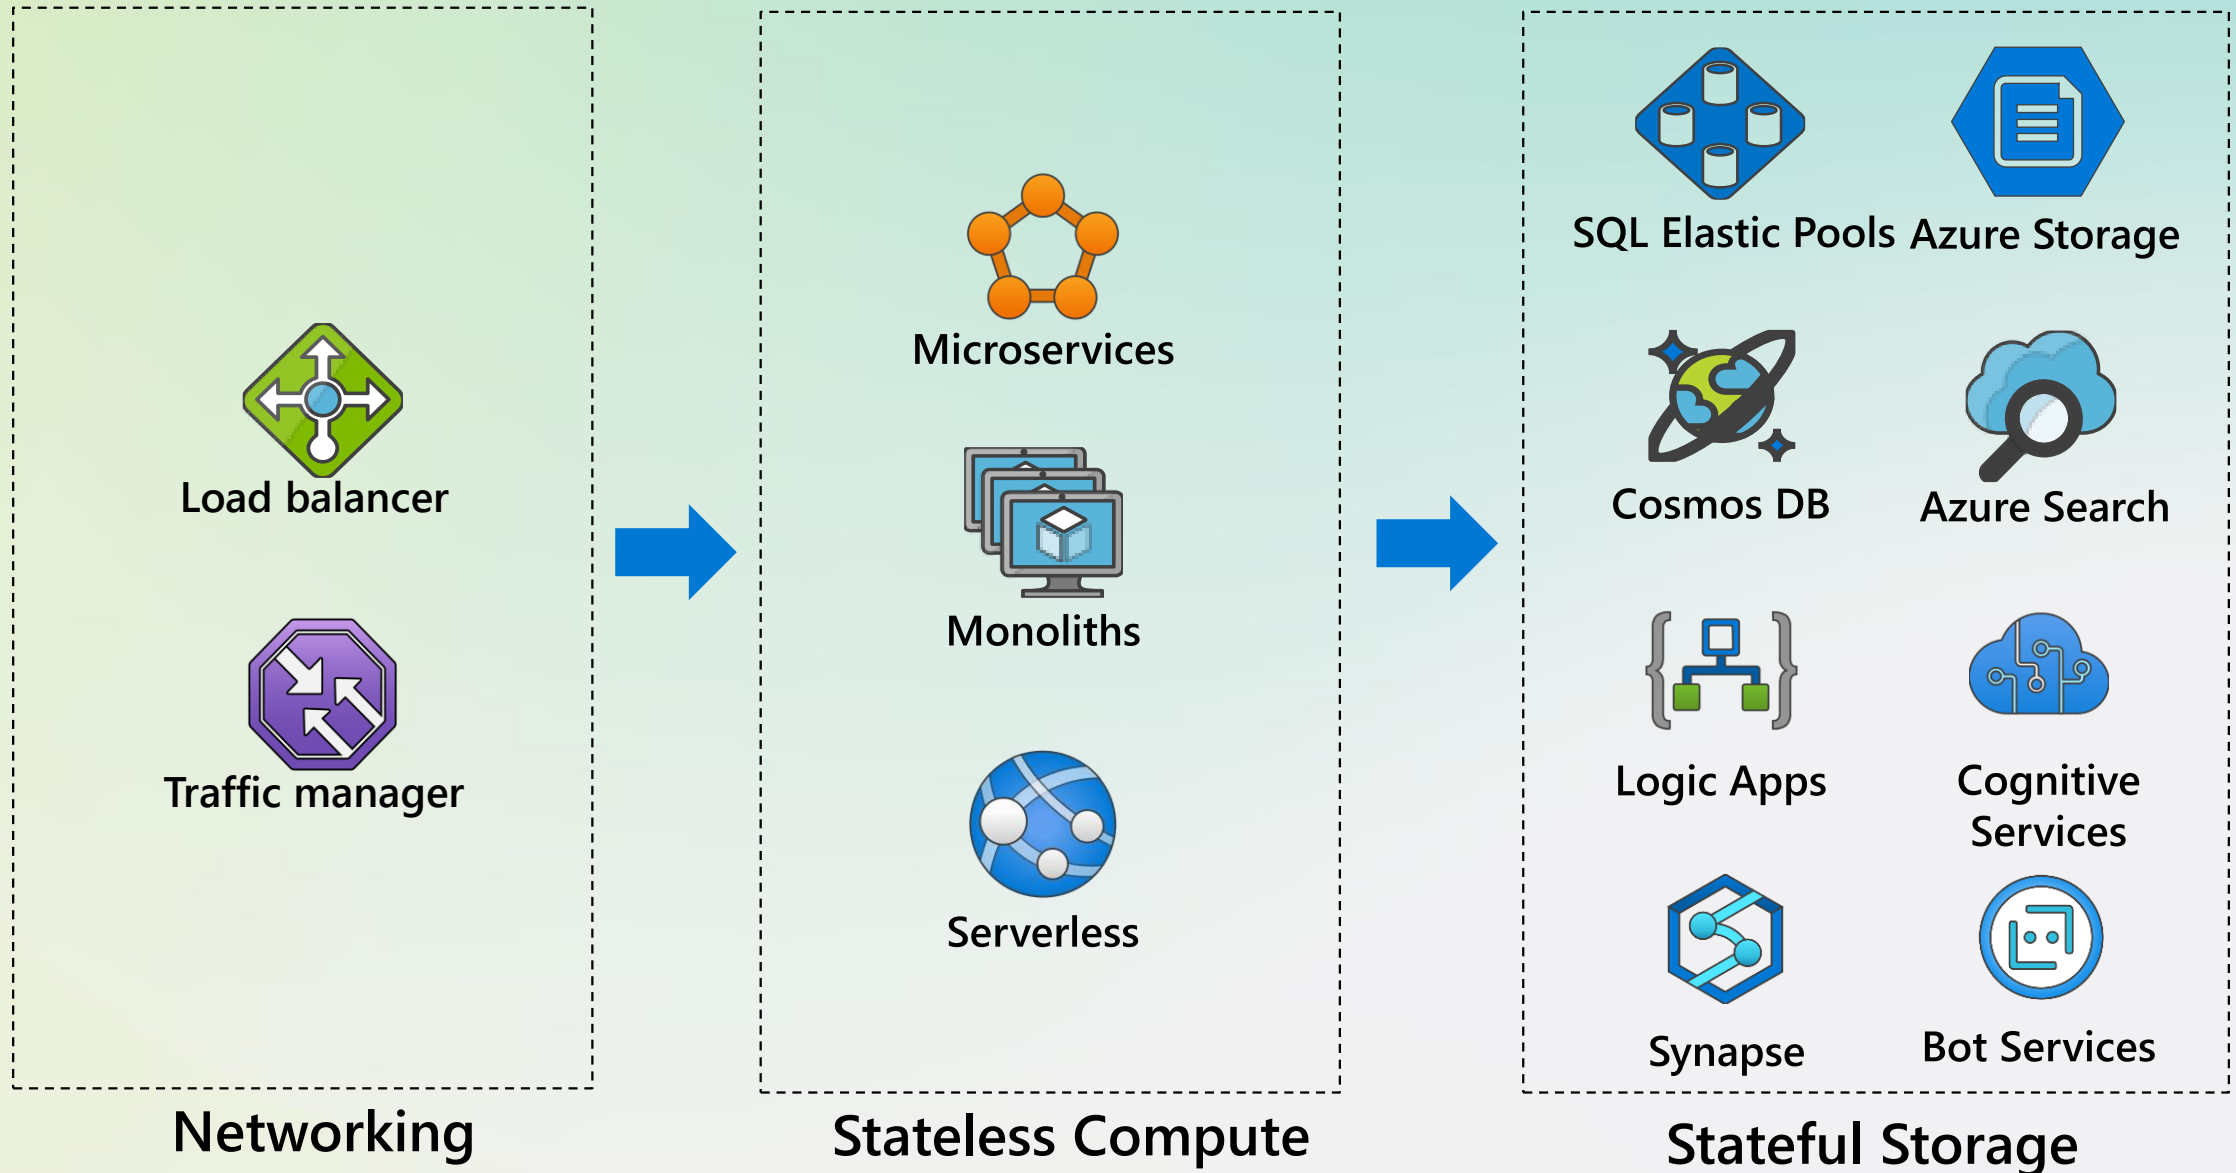 Load balancer
Traffic manager
Networking
Microservices
Monoliths
Serverless
Stateless Compute
SQL Elastic Pools
Azure Storage
Cosmos DB
Azure Search
Logic Apps
Cognitive
Services
Synapse
Bot Services
Stateful Storage